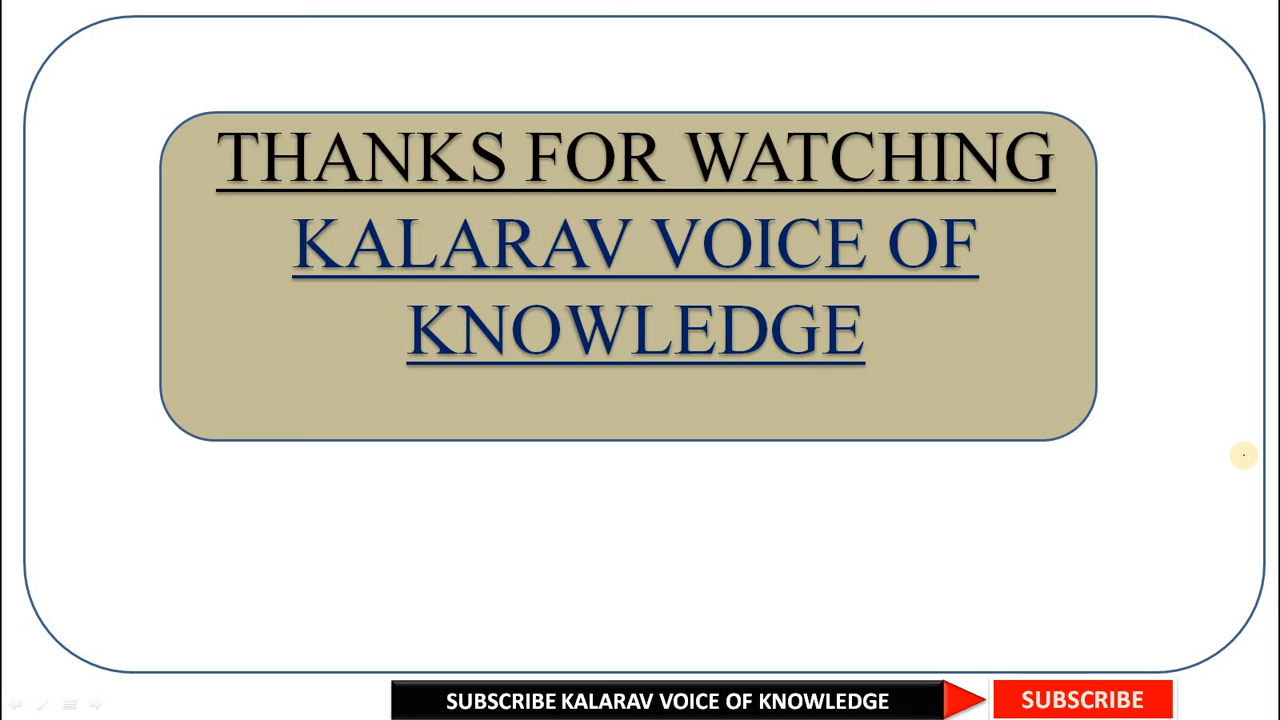 THANKS FOR WATCHING
KALARAV VOICE OF
KNOWLEDGE
SUBSCRIBE KALARAV VOICE OF KNOWLEDGE
SUBSCRIBE